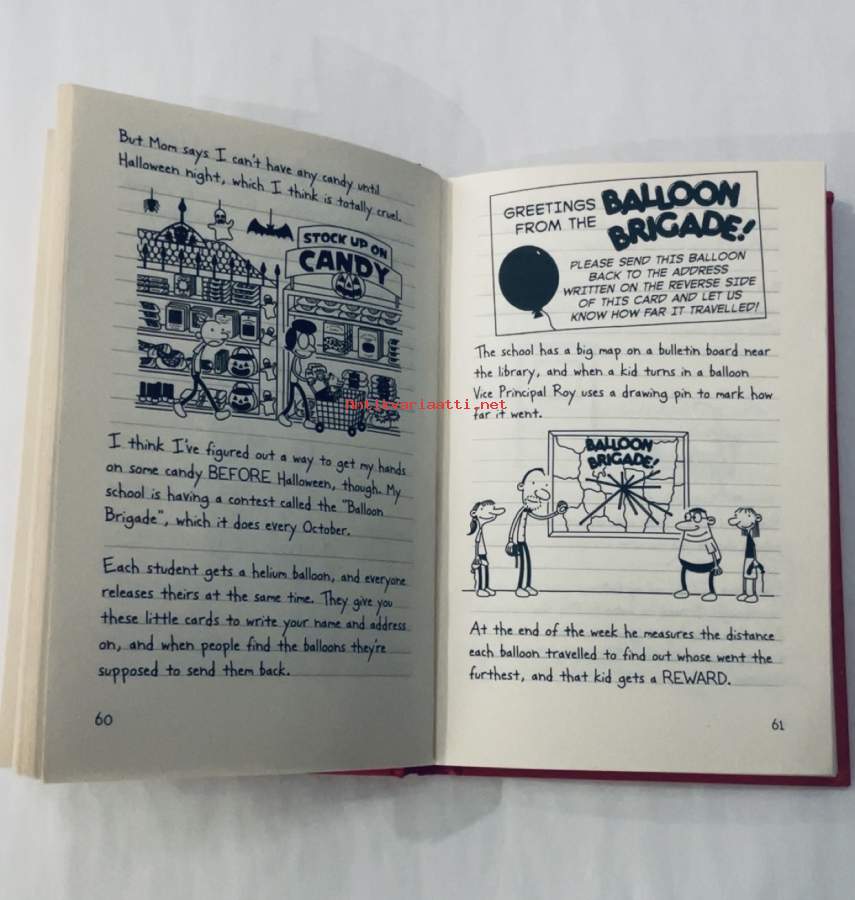 But Mom says I can't have any candy until
Halloween night, which I think is totally cruel.
STOCK UP ON
CANDY
I think I've figured out a way to get my hands
on some candy BEFORE Halloween, though. My
school is having a contest called the "Balloon
Brigade", which it does every October.
Each student gets a helium balloon, and everyone
releases theirs at the same time. They give you
these little cards to write your name and address
on, and when people find the balloons they're
supposed to send them back.
60
GREETINGS
FROM THE
BALLOON
BRIGADE!
PLEASE SEND THIS BALLOON
BACK TO THE ADDRESS
WRITTEN ON THE REVERSE SIDE
OF THIS CARD AND LET US
KNOW HOW FAR IT TRAVELLED!
The school has a big map on a bulletin board near
the library, and when a kid turns in a balloon
Vice Principal Roy uses a drawing pin to mark how
far it went.
BALLOON
BRIGADE!
At the end of the week he measures the distance
each balloon travelled to find out whose went the
furthest, and that kid gets a REWARD.
61
Antikvariaatti.net